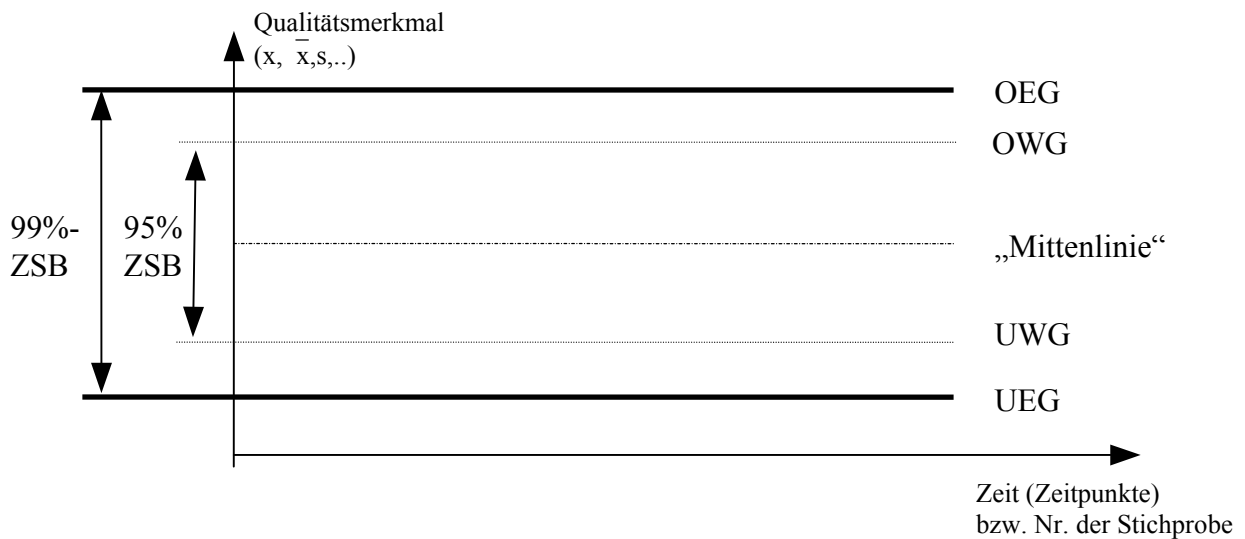 Qualitätsmerkmal
(x, x̅,s,..)
OEG
OWG
99%-
ZSB
95%
ZSB
„Mittenlinie“
UWG
UEG
Zeit (Zeitpunkte)
bzw. Nr. der Stichprobe